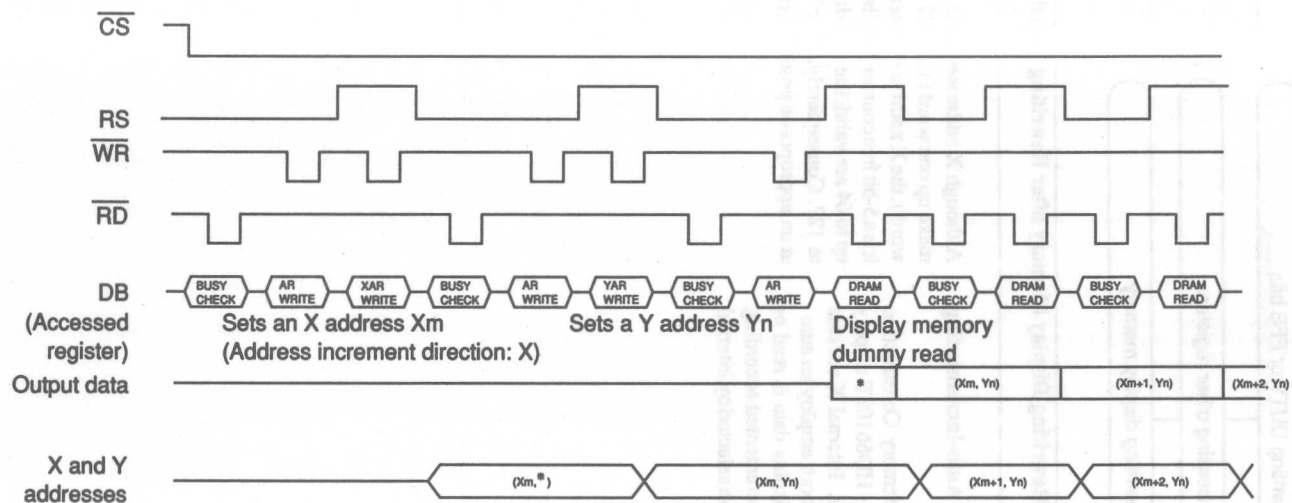 CS
RS
WR
RD
DB
(Accessed
register)
BUSY
CHECK
AR
WRITE
XAR
WRITE
BUSY
CHECK
AR
WRITE
YAR
WRITE
BUSY
CHECK
AR
WRITE
DRAM
READ
BUSY
CHECK
DRAM
READ
BUSY
CHECK
DRAM
READ
Sets an X address Xm
(Address increment direction: X)
Sets a Y address Yn
Display memory
dummy read
Output data
*
(Xm, Yn)
(Xm+1, Yn)
(Xm+2, Yn)
X and Y
addresses
(Xm,*)
(Xm, Yn)
(Xm+1, Yn)
(Xm+2, Yn)